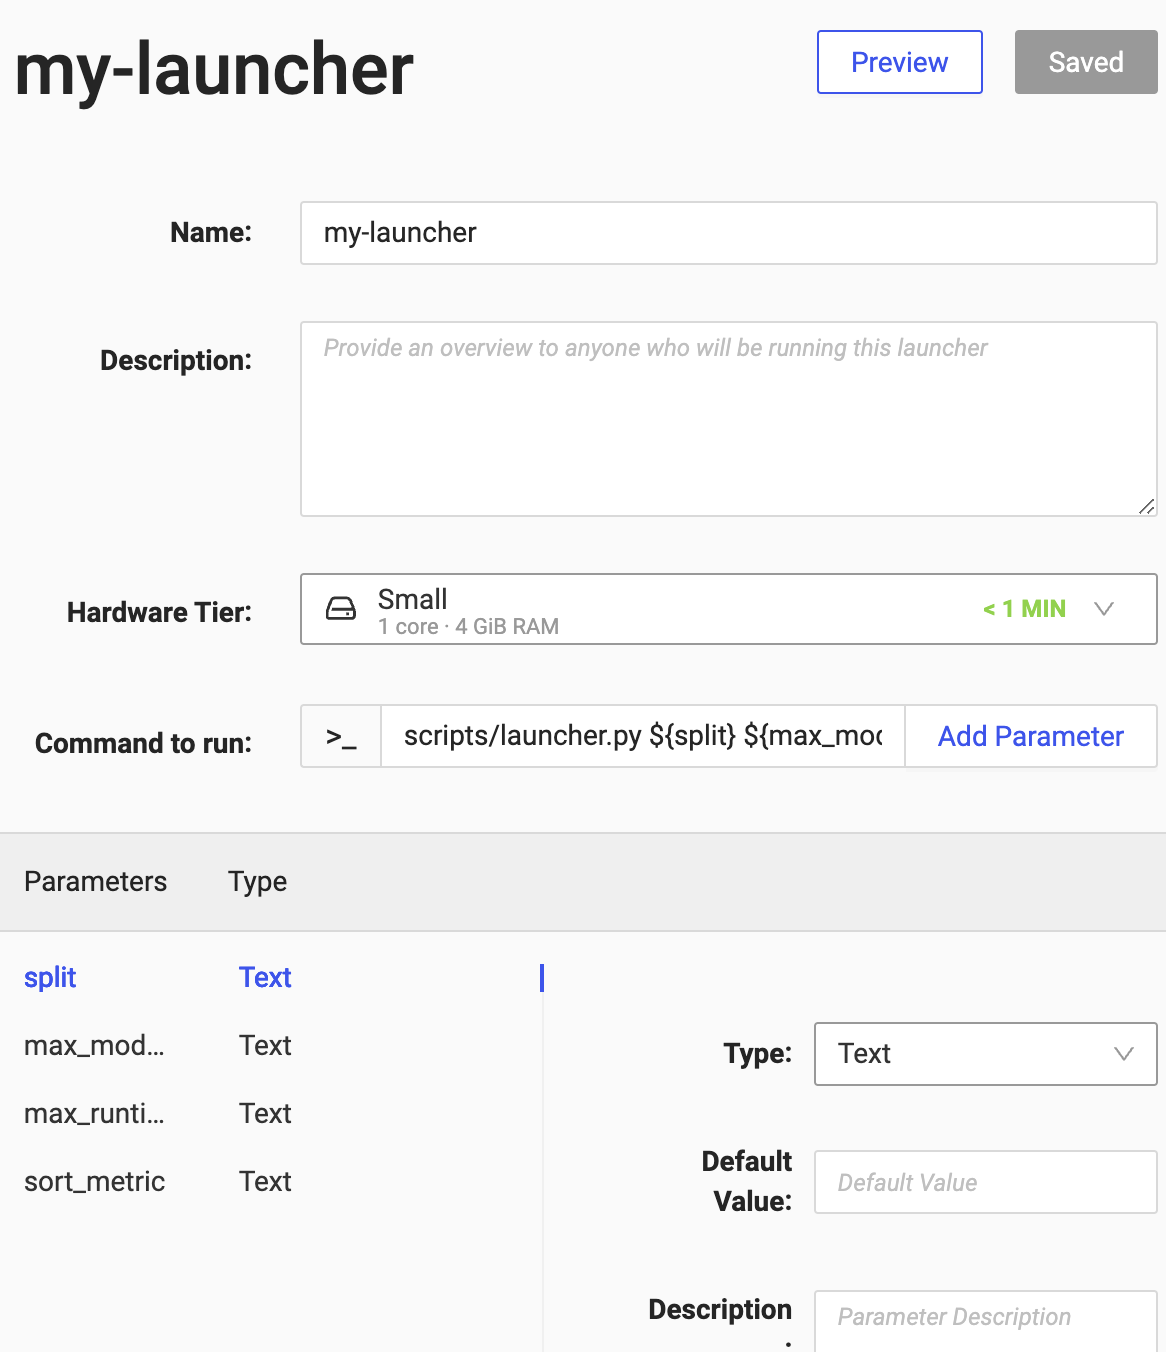 my-launcher
Preview
Saved
Name:
my-launcher
Description:
Provide an overview to anyone who will be running this launcher
Hardware Tier:
Small
1 core · 4 GiB RAM
< 1 MIN
Command to run:
>_
scripts/launcher.py ${split} ${max_moc
Add Parameter
Parameters Type
split Text
max_mod... Text
max_runti... Text
sort_metric Text
Type:
Text
Default
Value:
Default Value
Description
:
Parameter Description